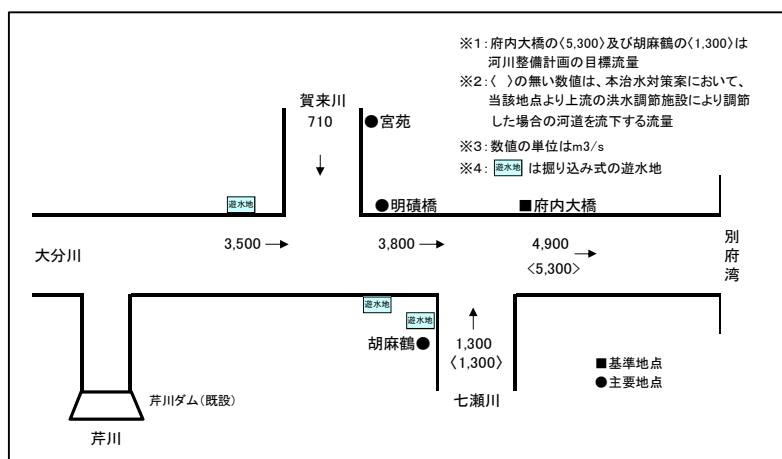 ※1:府内大橋の〈5,300〉及び胡麻鶴の〈1,300〉は
河川整備計画の目標流量
※2:〈 〉の無い数値は、本治水対策案において、
当該地点より上流の洪水調節施設により調節
した場合の河道を流下する流量
※3:数値の単位はm3/s
※4: 遊水地 は掘り込み式の遊水地
賀来川
710
↓
●宮苑
遊水地
●明磧橋
■府内大橋
大分川
3,500→
3,800→
4,900→
〈5,300〉
別府湾
遊水地
遊水地
胡麻鶴●
↑
1,300
〈1,300〉
七瀬川
■基準地点
●主要地点
芹川ダム(既設)
芹川